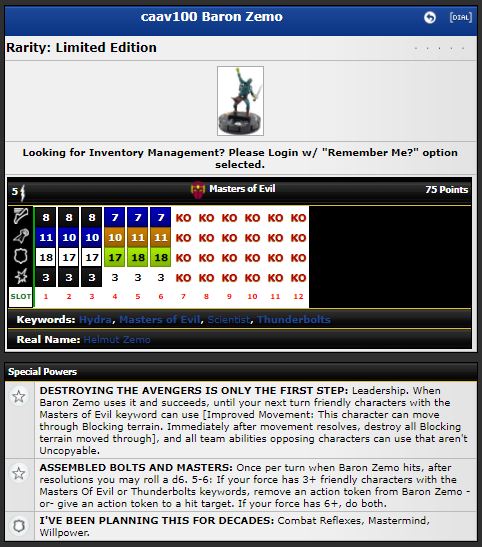 caav100 Baron Zemo
[DIAL]
Rarity: Limited Edition
Looking for Inventory Management? Please Login w/ "Remember Me?" option
selected.
5 Masters of Evil 75 Points
8 8 8 7 7 7 KO KO KO KO KO KO
11 10 10 10 11 11 KO KO KO KO KO KO
18 17 17 17 18 18 KO KO KO KO KO KO
3 3 3 3 3 3 KO KO KO KO KO KO
SLOT 1 2 3 4 5 6 7 8 9 10 11 12
Keywords: Hydra, Masters of Evil, Scientist, Thunderbolts
Real Name: Helmut Zemo
Special Powers
DESTROYING THE AVENGERS IS ONLY THE FIRST STEP: Leadership. When
Baron Zemo uses it and succeeds, until your next turn friendly characters with the
Masters of Evil keyword can use [Improved Movement: This character can move
through Blocking terrain. Immediately after movement resolves, destroy all Blocking
terrain moved through], and all team abilities opposing characters can use that aren't
Uncopyable.
ASSEMBLED BOLTS AND MASTERS: Once per turn when Baron Zemo hits, after
resolutions you may roll a d6. 5-6: If your force has 3+ friendly characters with the
Masters Of Evil or Thunderbolts keywords, remove an action token from Baron Zemo -
or- give an action token to a hit target. If your force has 6+, do both.
I'VE BEEN PLANNING THIS FOR DECADES: Combat Reflexes, Mastermind,
Willpower.